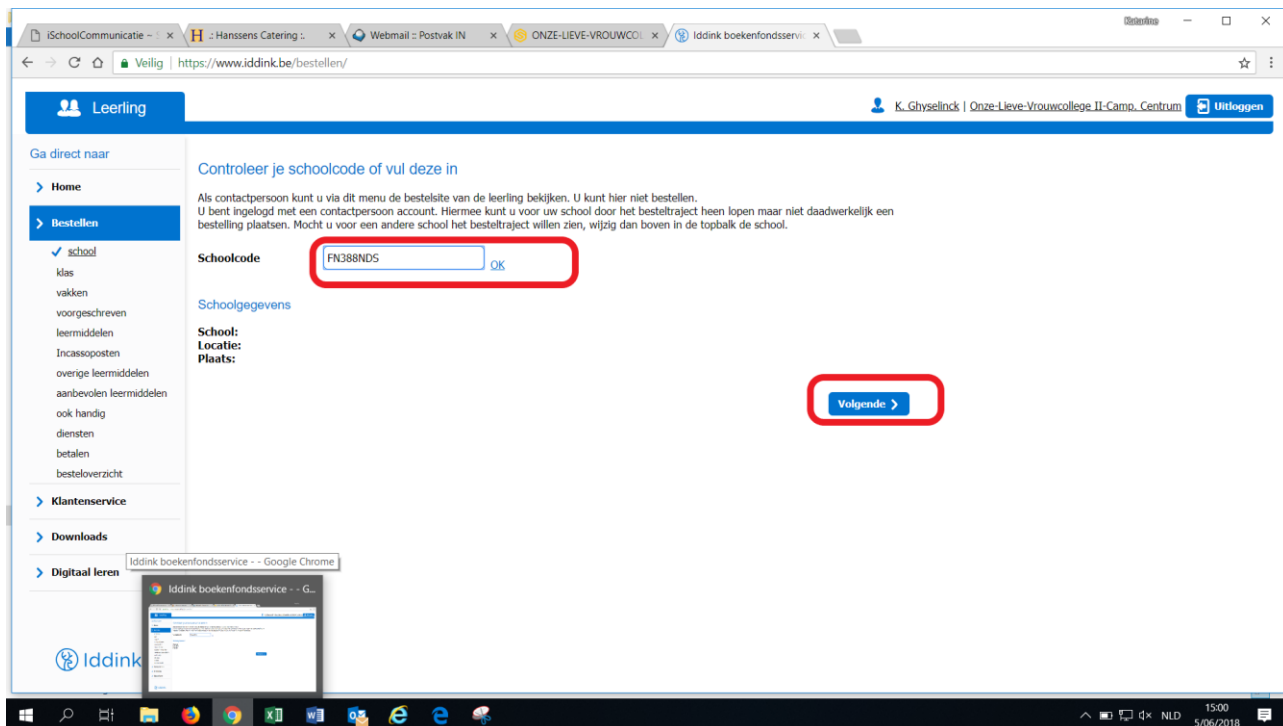 Katarina
iSchoolCommunicatie ~ S
H .: Hanssens Catering :.
Webmail :: Postvak IN
ONZE-LIEVE-VROUWCOL
Iddink boekenfondsservic
Veilig | https://www.iddink.be/bestellen/
Leerling
K. Ghyselinck | Onze-Lieve-Vrouwcollege II-Camp. Centrum
Uitloggen
Ga direct naar
Home
Bestellen
school
klas
vakken
voorgeschreven
leermiddelen
Incassoposten
overige leermiddelen
aanbevolen leermiddelen
ook handig
diensten
betalen
besteloverzicht
Klantenservice
Downloads
Digitaal leren
Controleer je schoolcode of vul deze in
Als contactpersoon kunt u via dit menu de bestelsite van de leerling bekijken. U kunt hier niet bestellen.
U bent ingelogd met een contactpersoon account. Hiermee kunt u voor uw school door het besteltraject heen lopen maar niet daadwerkelijk een
bestelling plaatsen. Mocht u voor een andere school het besteltraject willen zien, wijzig dan boven in de topbalk de school.
Schoolcode FN388NDS OK
Schoolgegevens
School:
Locatie:
Plaats:
Volgende
Iddink boekenfondsservice - - Google Chrome
Iddink boekenfondsservice - - G...
Iddink
NLD
15:00
5/06/2018